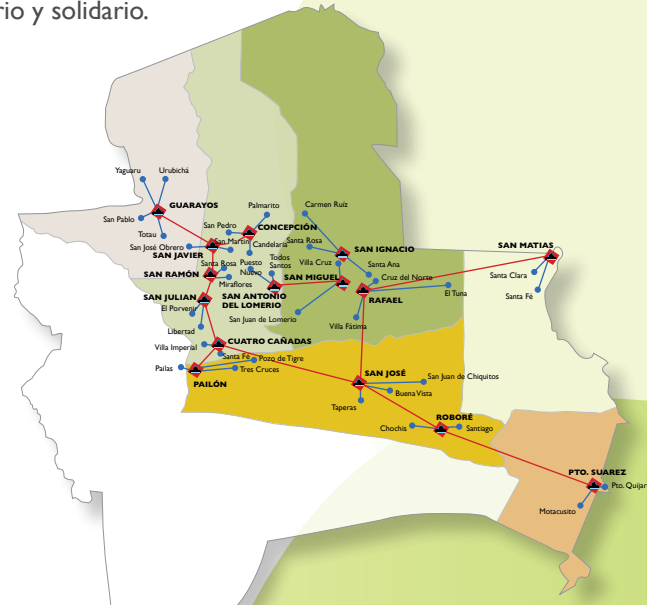 rio y solidario.
Yaguaru
Urubichá
GUARAYOS
San Pablo
Totau
San José Obrero
SAN JAVIER
San Pedro
Palmarito
CONCEPCIÓN
San Martin
Candelaria
Carmen Ruíz
Santa Rosa
SAN IGNACIO
Villa Cruz
Santa Ana
Cruz del Norte
SAN MATIAS
Santa Clara
Santa Fé
SAN RAMÓN
Santa Rosa
Miraflores
Puesto
Nuevo
Todos
Santos
SAN MIGUEL
SAN ANTONIO
DEL LOMERIO
San Juan de Lomerio
RAFAEL
El Tuna
Villa Fátima
SAN JULIAN
El Porvenir
Libertad
CUATRO CAÑADAS
Villa Imperial
Santa Fé
Pozo de Tigre
Pailas
Tres Cruces
PAILÓN
SAN JOSÉ
San Juan de Chiquitos
Buena Vista
Taperas
ROBORÉ
Chochis
Santiago
PTO. SUAREZ
Pto. Quijar
Motacusito